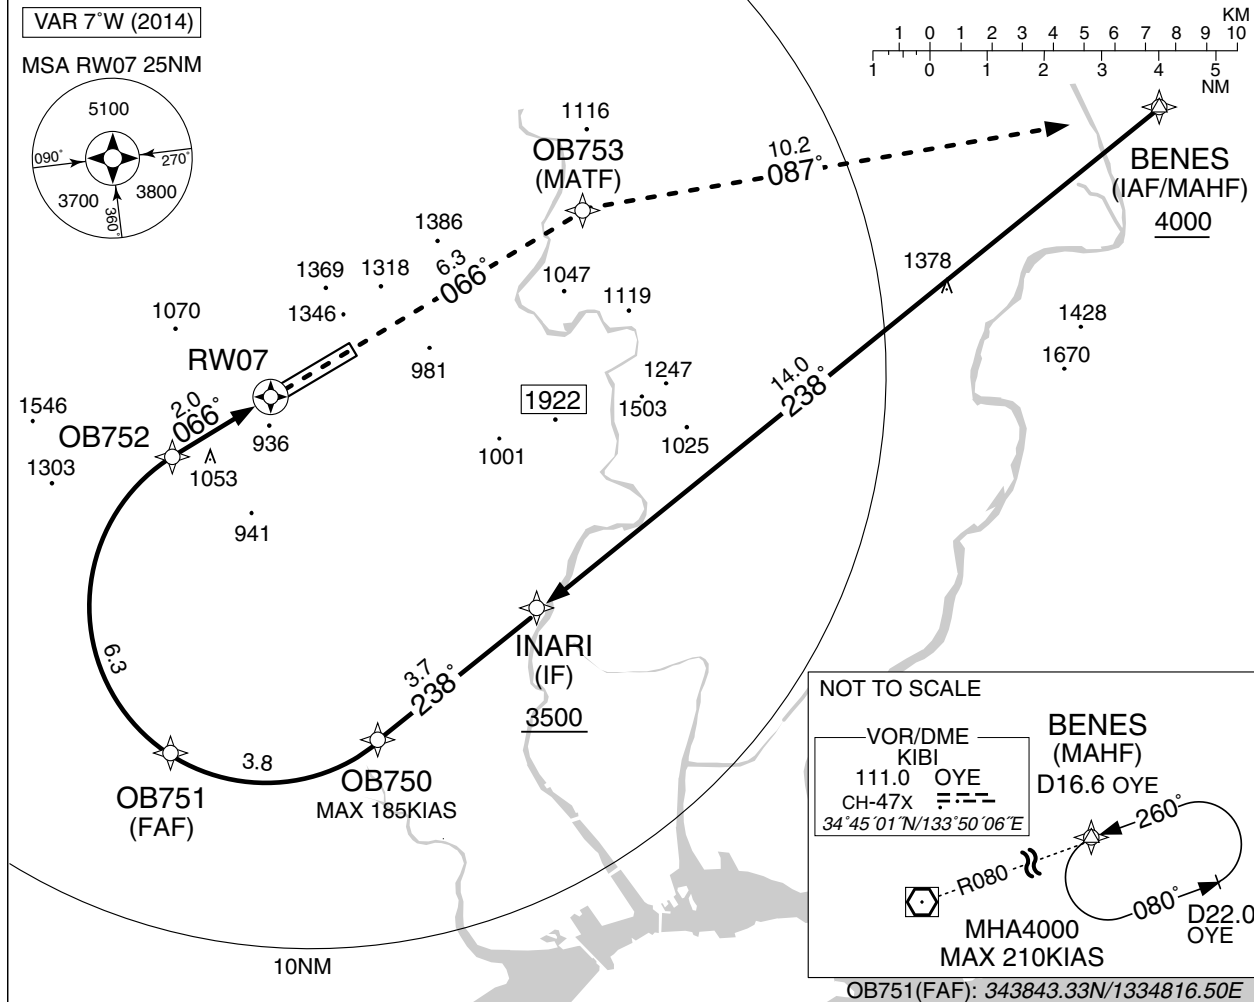 VAR 7°W (2014)
MSA RW07 25NM
5100
090°
270°
3700
3800
360°
KM
1 0 1 2 3 4 5 6 7 8 9 10
1 0 1 2 3 4 5
NM
1116
OB753
(MATF)
10.2
087°
BENES
(IAF/MAHF)
4000
1386
6.3
066°
1369
1318
1346
1047
1119
1378
1070
1428
1670
RW07
981
1247
1503
1922
1025
1001
1546
2.0
066°
OB752
936
1303
1053
941
14.0
238°
INARI
(IF)
3500
3.7
238°
6.3
3.8
OB750
MAX 185KIAS
OB751
(FAF)
10NM
NOT TO SCALE
VOR/DME
KIBI
111.0 OYE
CH-47X
34°45´01˝N/133°50´06˝E
BENES
(MAHF)
D16.6 OYE
260°
R080
080°
D22.0
OYE
MHA4000
MAX 210KIAS
OB751(FAF): 343843.33N/1334816.50E